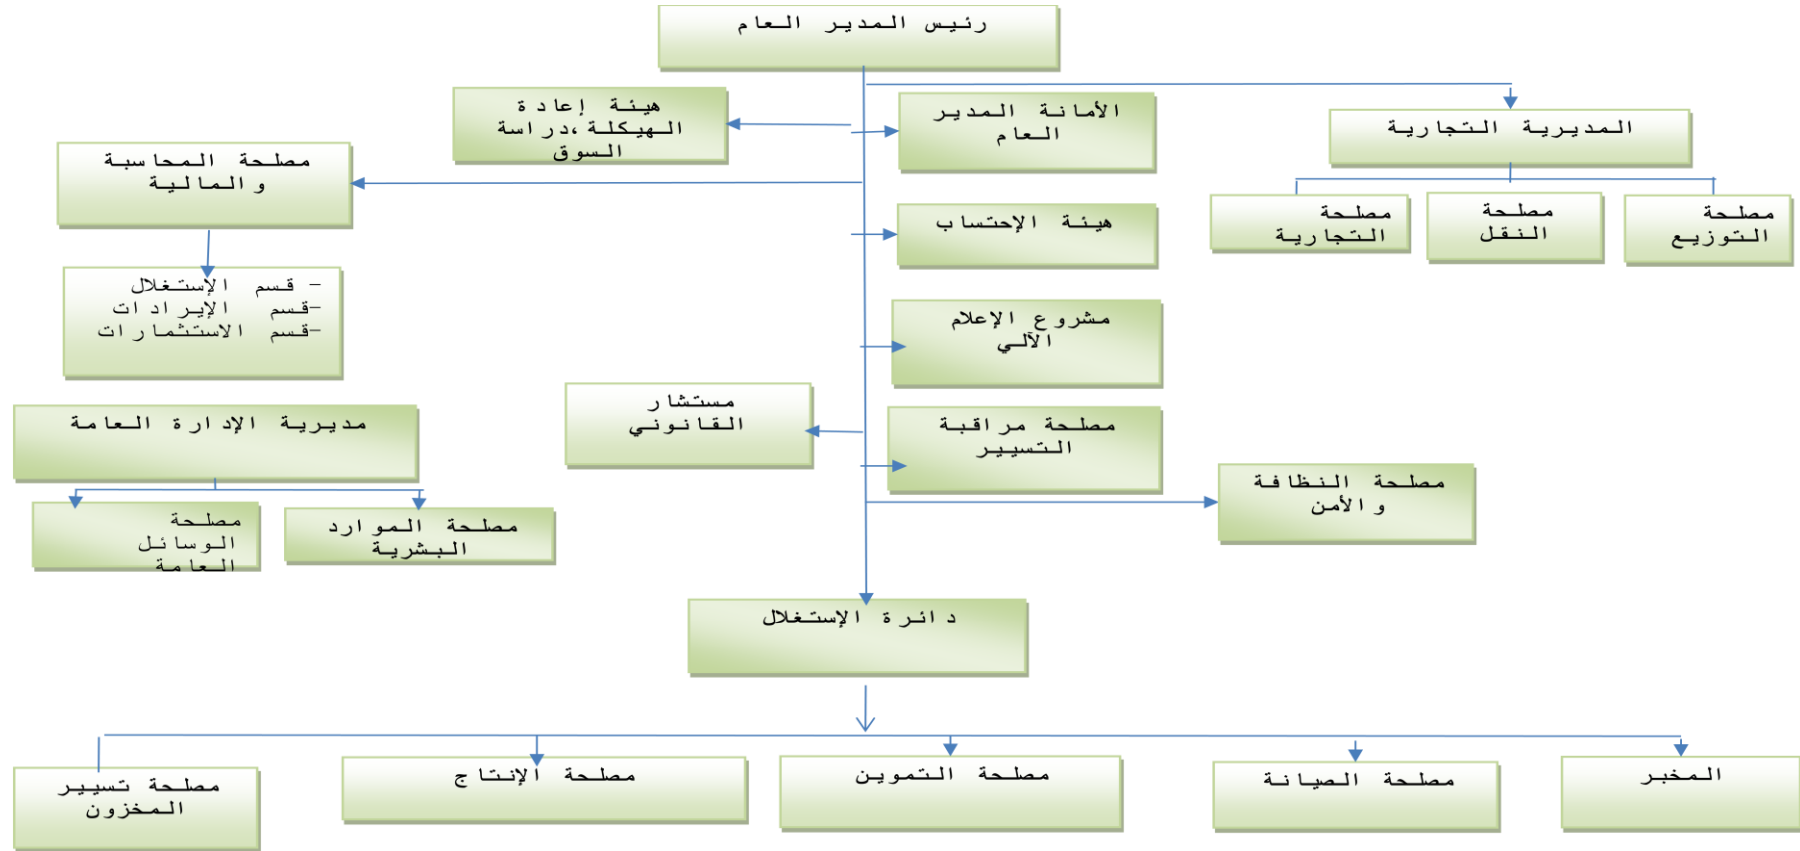 رئيس المدير العام
هيئة إعادة
الهيكلة ،دراسة
السوق
الأمانة المدير
العام
المديرية التجارية
مصلحة المحاسبة
والمالية
مصلحة
التوزيع
مصلحة
النقل
مصلحة
التجارية
هيئة الإحتساب
- قسم الإستغلال
-قسم الإيرادات
-قسم الاستثمارات
مشروع الإعلام
الآلي
مستشار
القانوني
مصلحة مراقبة
التسيير
مديرية الإدارة العامة
مصلحة النظافة
والأمن
مصلحة الموارد
البشرية
مصلحة
الوسائل
العامة
دائرة الإستغلال
المخبر
مصلحة الصيانة
مصلحة التموين
مصلحة الإنتاج
مصلحة تسيير
المخزون